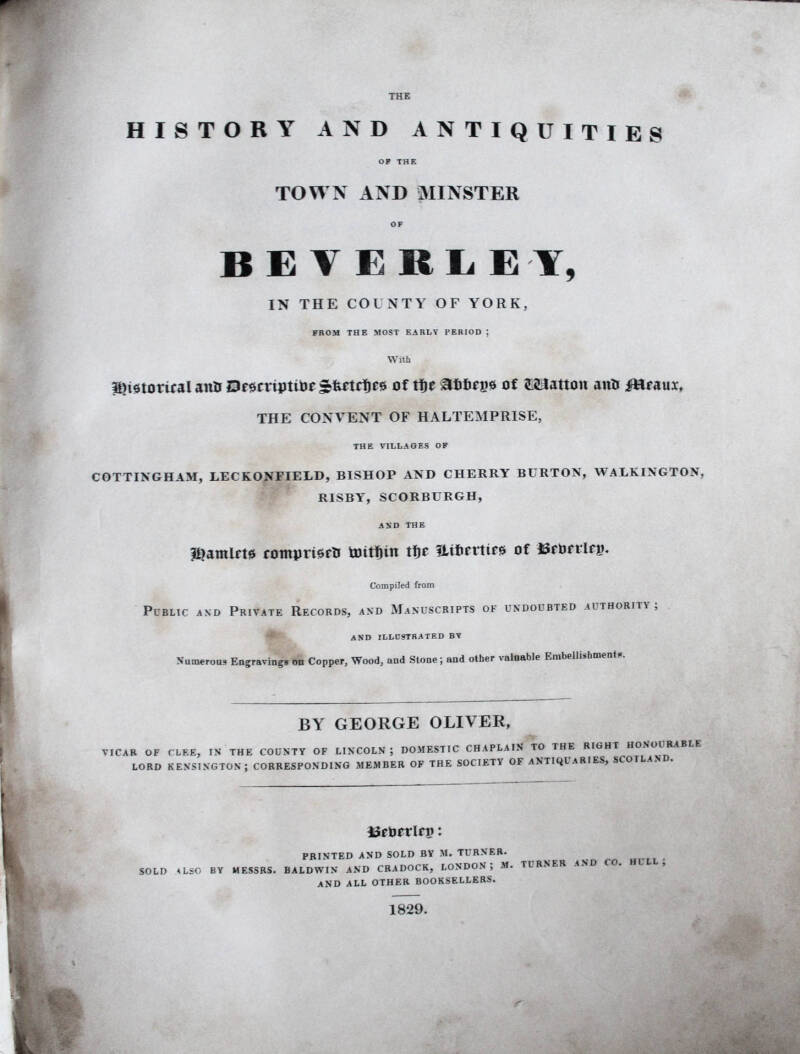 THE
HISTORY AND ANTIQUITIES
OF THE
TOWN AND MINSTER
OF
BEVERLEY,
IN THE COUNTY OF YORK,
FROM THE MOST EARLY PERIOD;
With
Historical and Descriptive Sketches of the Abbeys of Watton and Meaux,
THE CONVENT OF HALTEMPRISE,
THE VILLAGES OF
COTTINGHAM, LECKONFIELD, BISHOP AND CHERRY BURTON, WALKINGTON,
RISBY, SCORBURGH,
AND THE
Hamlets comprised within the Liberties of Beverley.
Compiled from
PUBLIC AND PRIVATE RECORDS, AND MANUSCRIPTS OF UNDOUBTED AUTHORITY;
AND ILLUSTRATED BY
Numerous Engravings on Copper, Wood, and Stone; and other valuable Embellishments.
BY GEORGE OLIVER,
VICAR OF CLEE, IN THE COUNTY OF LINCOLN; DOMESTIC CHAPLAIN TO THE RIGHT HONOURABLE
LORD KENSINGTON; CORRESPONDING MEMBER OF THE SOCIETY OF ANTIQUARIES, SCOTLAND.
Beverley:
PRINTED AND SOLD BY M. TURNER.
SOLD ALSO BY MESSRS. BALDWIN AND CRADOCK, LONDON; M. TURNER AND CO. HULL;
AND ALL OTHER BOOKSELLERS.
1829.